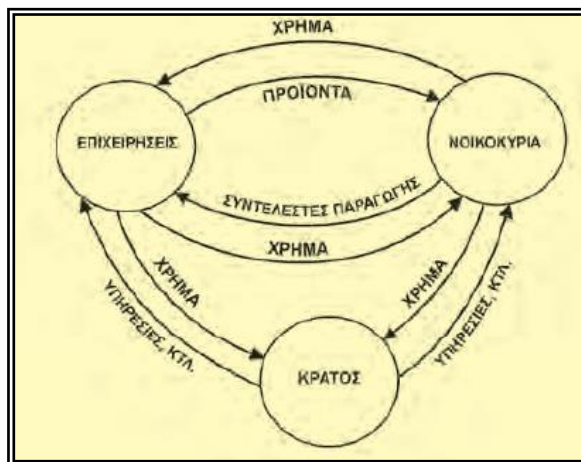 ΧΡΗΜΑ
ΠΡΟΪΟΝΤΑ
ΕΠΙΧΕΙΡΗΣΕΙΣ
ΝΟΙΚΟΚΥΡΙΑ
ΣΥΝΤΕΛΕΣΤΕΣ ΠΑΡΑΓΩΓΗΣ
ΧΡΗΜΑ
ΧΡΗΜΑ
ΧΡΗΜΑ
ΥΠΗΡΕΣΙΕΣ, ΚΤΛ.
ΥΠΗΡΕΣΙΕΣ, ΚΤΛ.
ΚΡΑΤΟΣ